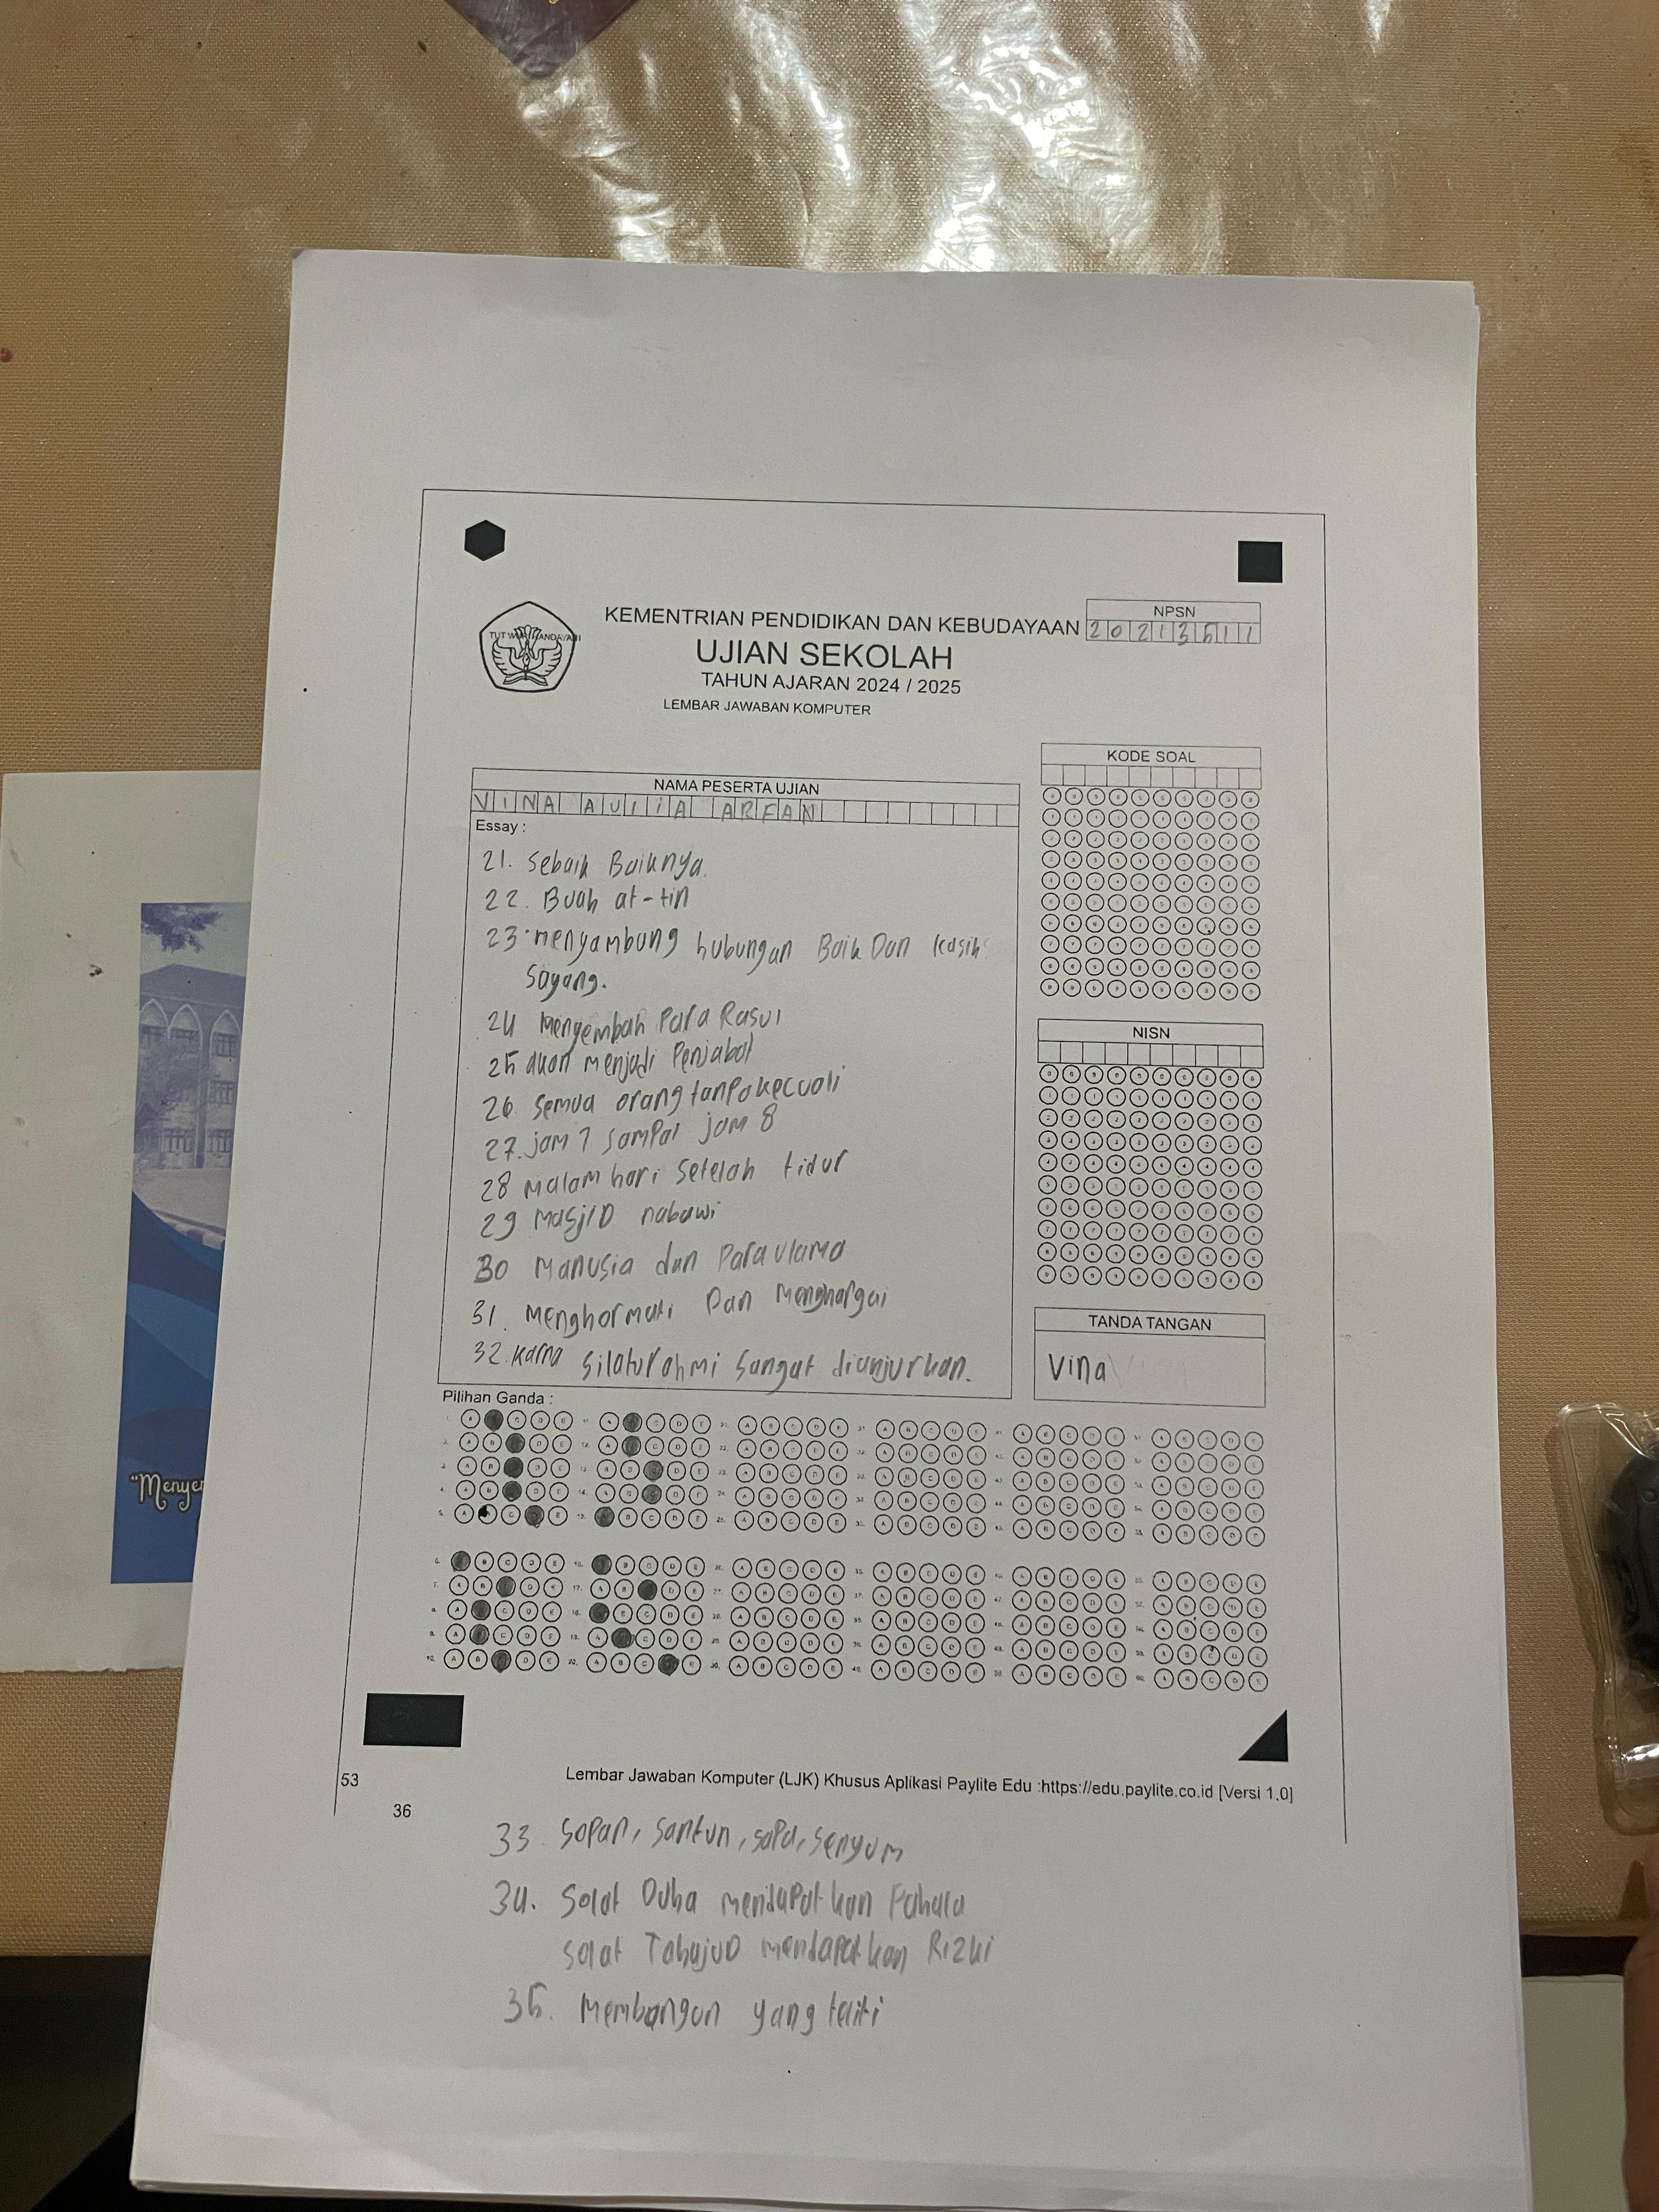 KEMENTRIAN PENDIDIKAN DAN KEBUDAYAAN
UJIAN SEKOLAH
TAHUN AJARAN 2024 / 2025
LEMBAR JAWABAN KOMPUTER
TUT WURI HANDAYANI
NPSN
20213511
KODE SOAL
NAMA PESERTA UJIAN
VINA AULIA ARFAN
Essay :
21. Sebaik Baiknya.
22. Buah at-tin
23. menyambung hubungan Baik Dan kasih
Sayang.
24 Menyembah Para Rasul
25 akan menjadi Penjabat
26. Semua orang tanpa kecuali
27. jam 7 sampai jam 8
28 malam hari setelah tidur
29 MasjID nabawi
30 Manusia dan Para ulama
31. Menghormati Dan Menghargai
32. karna Silaturahmi Sangat dianjurkan.
NISN
TANDA TANGAN
Vina
Pilihan Ganda :
53
36
Lembar Jawaban Komputer (LJK) Khusus Aplikasi Paylite Edu :https://edu.paylite.co.id [Versi 1.0]
33 Sopan, Santun, sapa, senyum
34. Solat Duha mendapatkan Pahala
solat TahajuD mendapatkan Rizki
35. Membangun yang teliti
"Menye